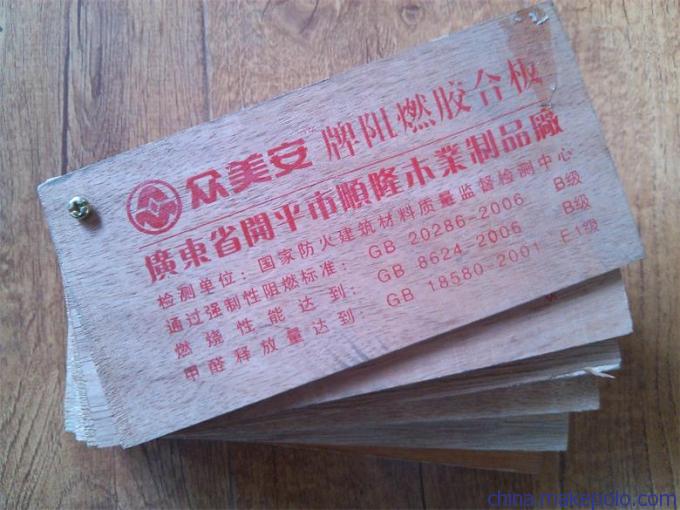 众美安 牌阻燃胶合板
廣東省開平市順隆木業制品廠
检测单位：国家防火建筑材料质量监督检测中心
通过强制性阻燃标准： GB 20286-2006 B级
燃烧性能达到： GB 8624-2006 B级
甲醛释放量达到： GB 18580-2001 E1级
china.makepolo.com